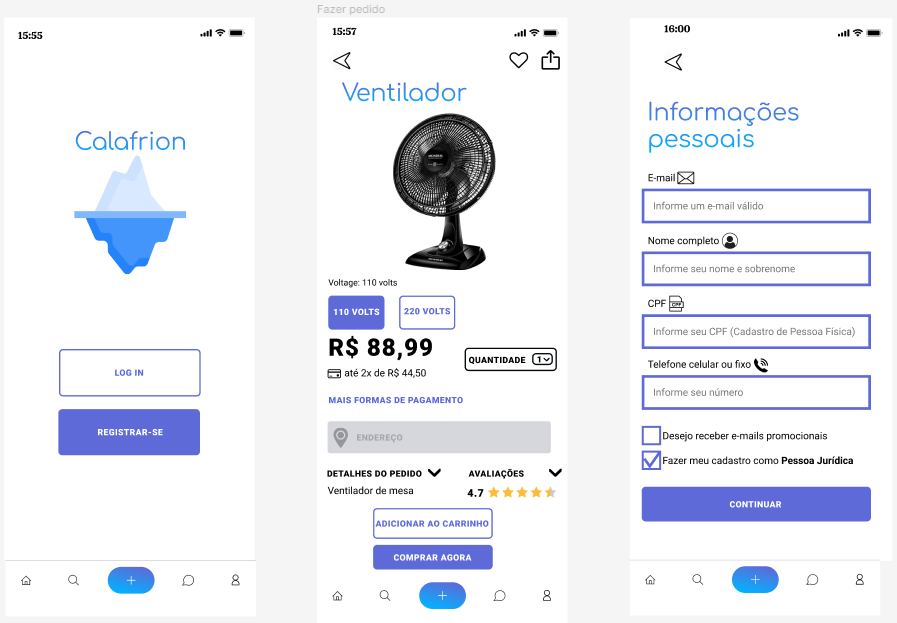 15:55
Calafrion
LOG IN
REGISTRAR-SE
Fazer pedido
15:57
Ventilador
Voltage: 110 volts
110 VOLTS
220 VOLTS
R$ 88,99
QUANTIDADE 1
até 2x de R$ 44,50
MAIS FORMAS DE PAGAMENTO
ENDEREÇO
DETALHES DO PEDIDO
AVALIAÇÕES
Ventilador de mesa
4.7
ADICIONAR AO CARRINHO
COMPRAR AGORA
16:00
Informações
pessoais
E-mail
Informe um e-mail válido
Nome completo
Informe seu nome e sobrenome
CPF
Informe seu CPF (Cadastro de Pessoa Física)
Telefone celular ou fixo
Informe seu número
Desejo receber e-mails promocionais
Fazer meu cadastro como Pessoa Jurídica
CONTINUAR